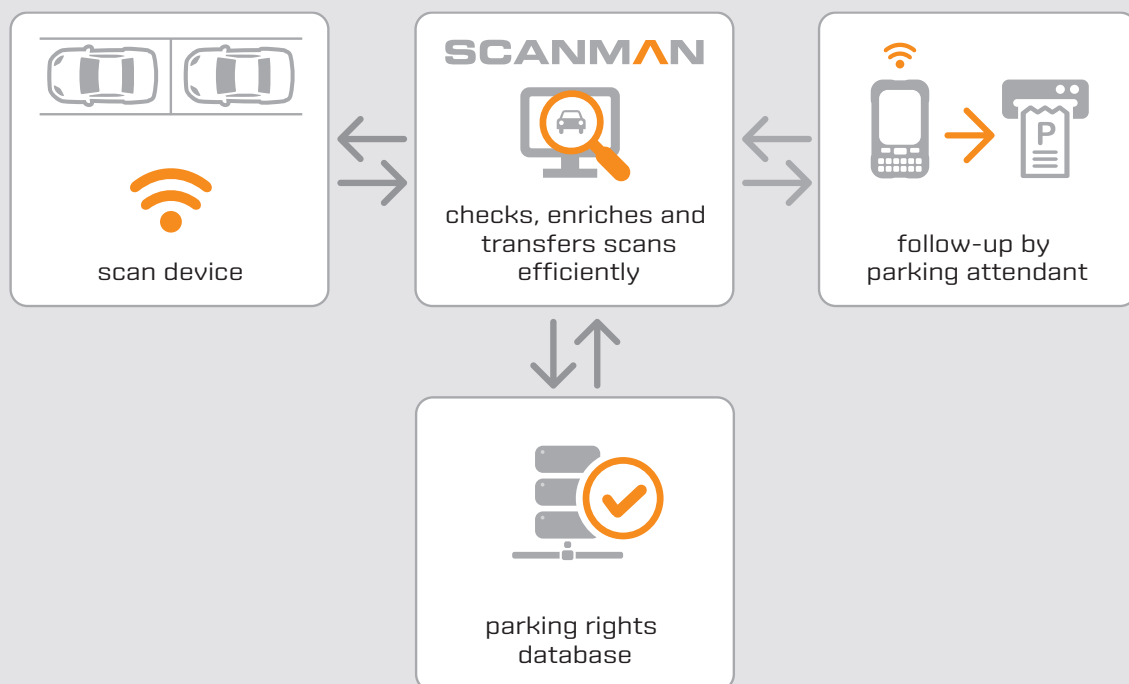 SCANMAN
scan device
checks, enriches and
transfers scans
efficiently
P
follow-up by
parking attendant
parking rights
database